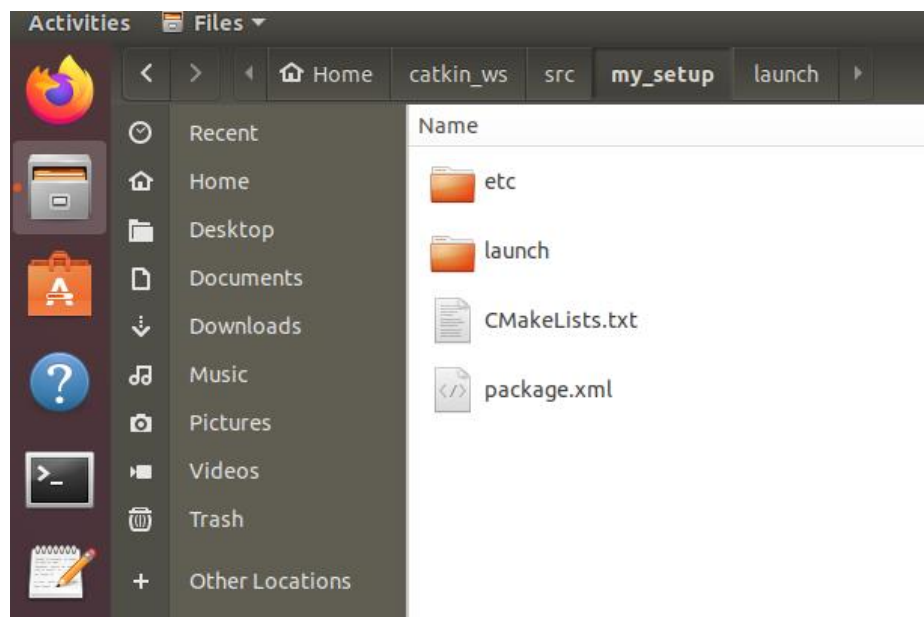 Activities Files
Home catkin_ws src my_setup launch
Recent
Home
Desktop
Documents
Downloads
Music
Pictures
Videos
Trash
Other Locations
Name
etc
launch
CMakeLists.txt
package.xml